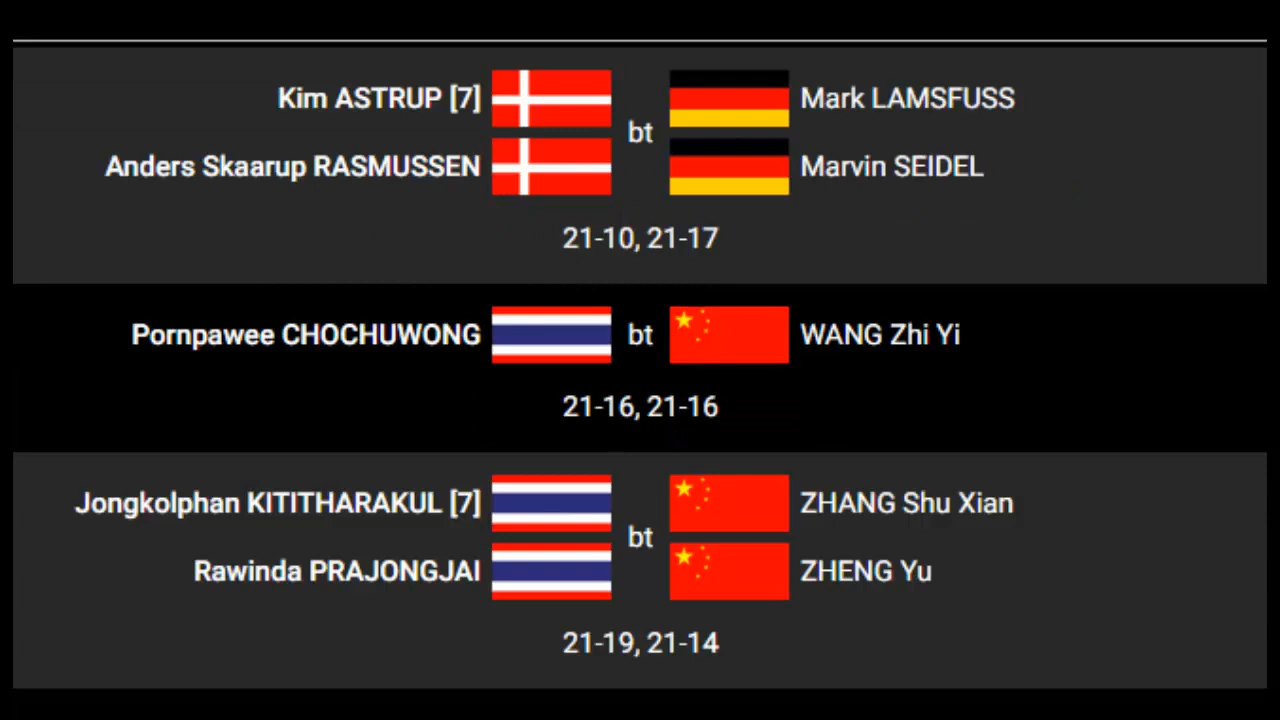 Kim ASTRUP [7] bt Mark LAMSFUSS
Anders Skaarup RASMUSSEN Marvin SEIDEL
21-10, 21-17
Pornpawee CHOCHUWONG bt WANG Zhi Yi
21-16, 21-16
Jongkolphan KITITHARAKUL [7] bt ZHANG Shu Xian
Rawinda PRAJONGJAI ZHENG Yu
21-19, 21-14